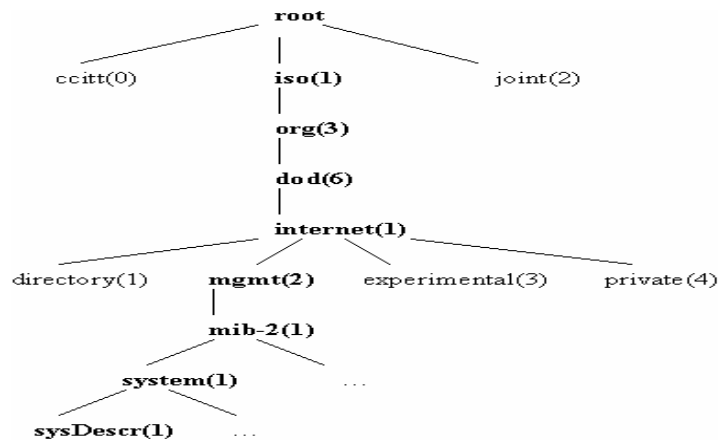 root
ccitt(0) iso(1) joint(2)
org(3)
dod(6)
internet(1)
directory(1) mgmt(2) experimental(3) private(4)
mib-2(1)
system(1) ...
sysDescr(1) ...